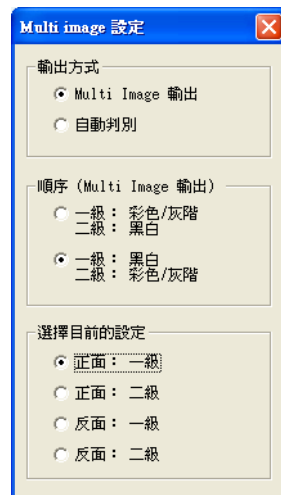 Multi image 設定
輸出方式
Multi Image 輸出
自動判別
順序 (Multi Image 輸出)
一級： 彩色/灰階
二級： 黑白
一級： 黑白
二級： 彩色/灰階
選擇目前的設定
正面： 一級
正面： 二級
反面： 一級
反面： 二級